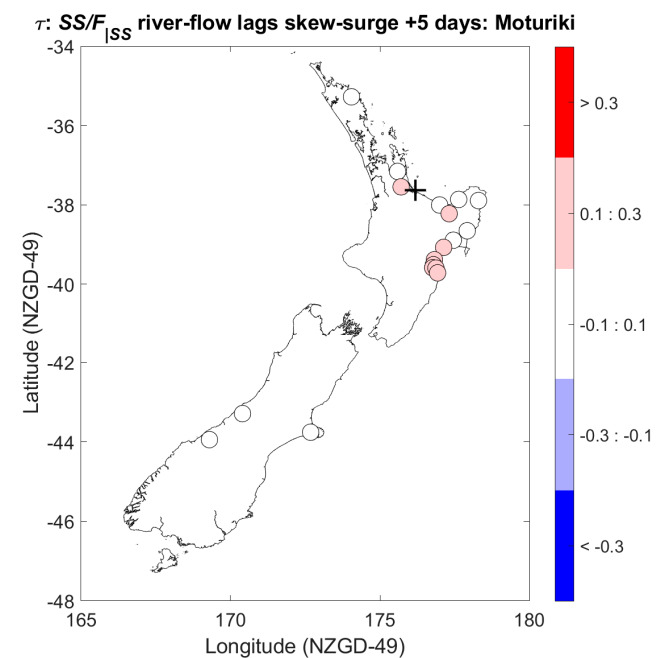 τ: SS/F|SS river-flow lags skew-surge +5 days: Moturiki
-34
-36
-38
-40
-42
-44
-46
-48
165
170
175
180
Latitude (NZGD-49)
Longitude (NZGD-49)
> 0.3
0.1 : 0.3
-0.1 : 0.1
-0.3 : -0.1
< -0.3